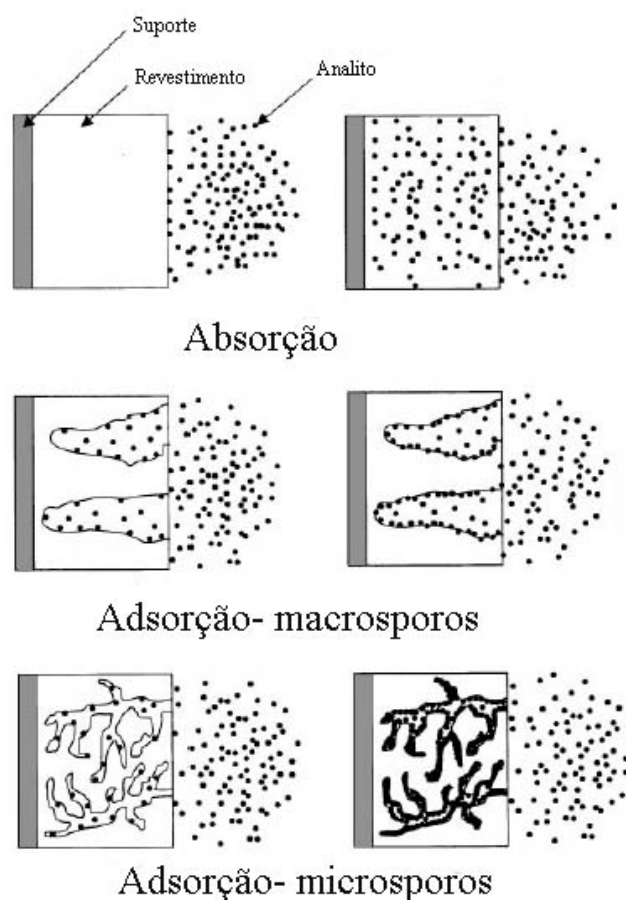 Suporte
Revestimento
Analito
Absorção
Adsorção- macrosporos
Adsorção- microsporos